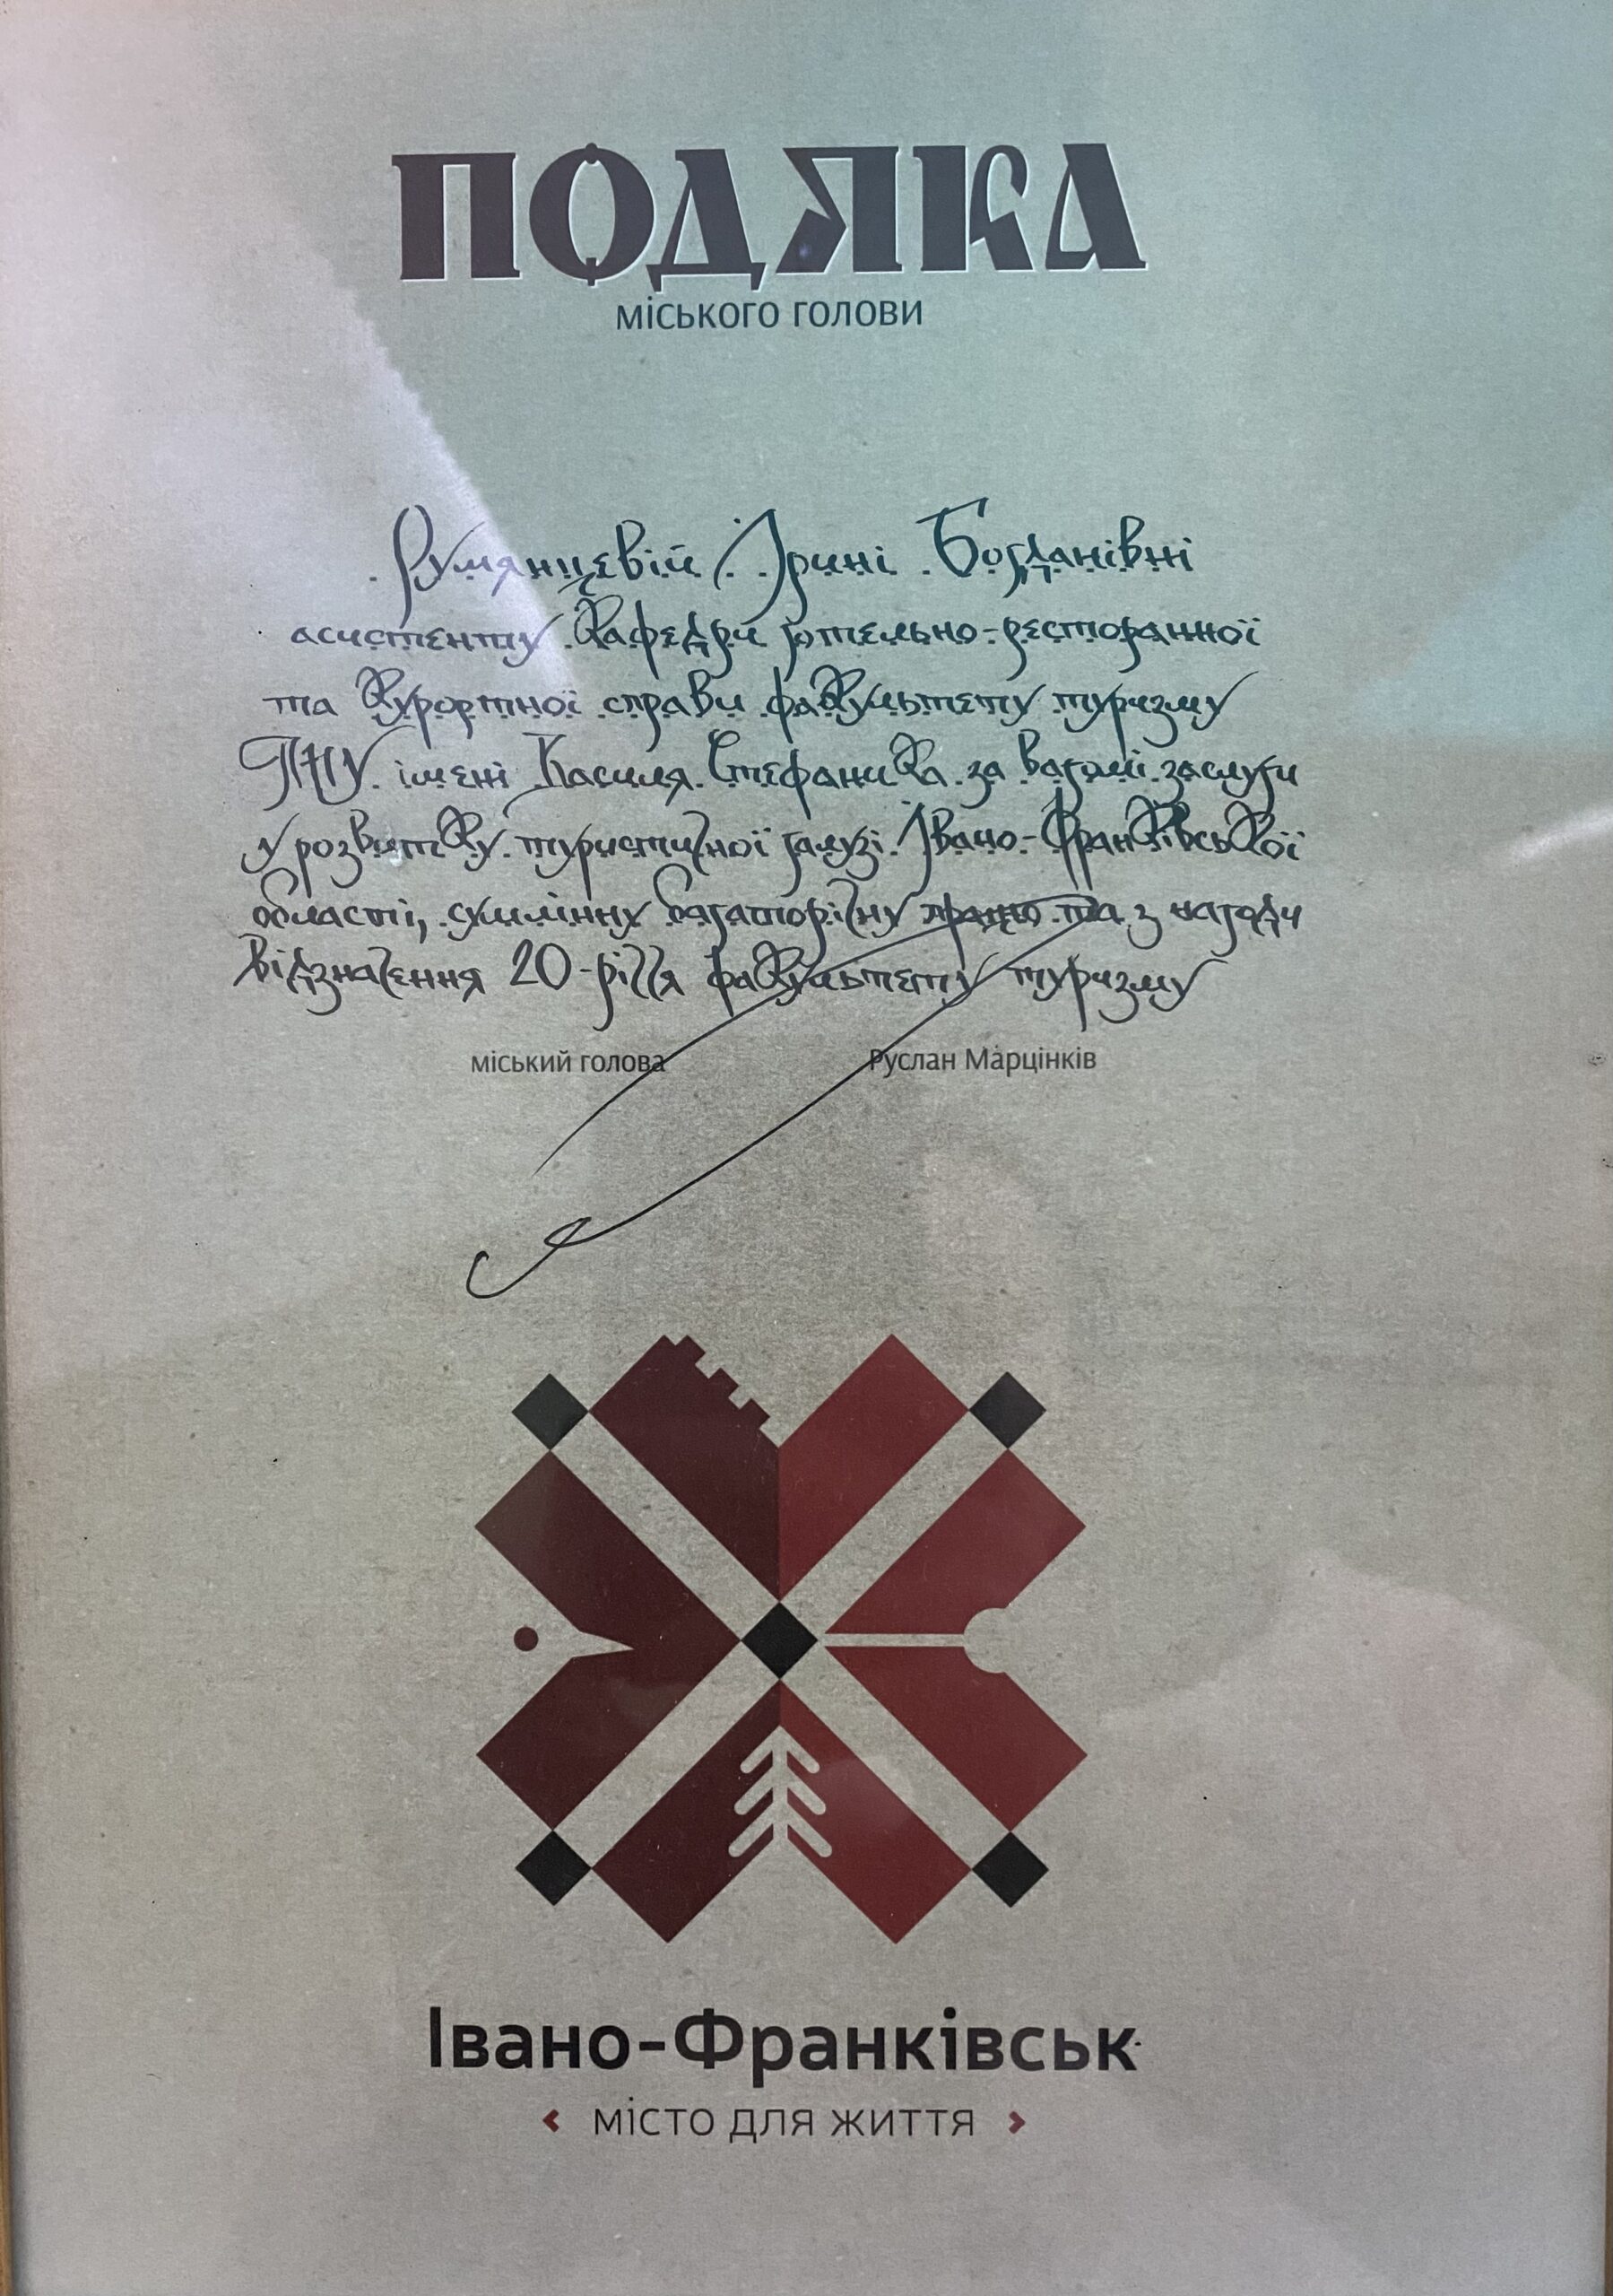 ПОДЯКА
міського голови
Румянцевій Ірині Богданівні
асистенту кафедри готельно-ресторанної
та курортної справи факультету туризму
ПНУ імені Василя Стефаника за вагомі заслуги
у розвитку туристичної галузі Івано-Франківської
області, сумлінну багаторічну працю та з нагоди
відзначення 20-річчя факультету туризму
міський голова Руслан Марцінків
Івано-Франківськ
‹ місто для життя ›